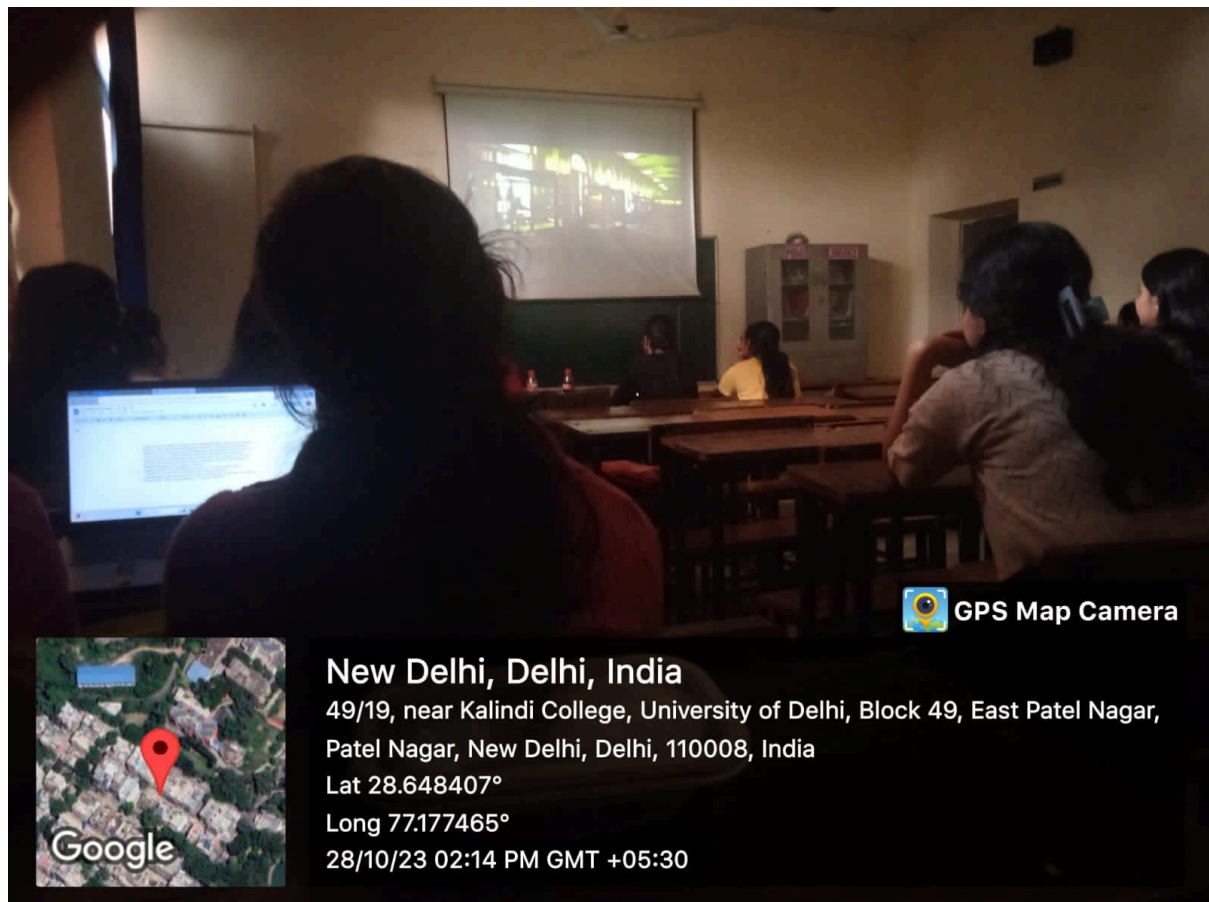 GPS Map Camera
New Delhi, Delhi, India
49/19, near Kalindi College, University of Delhi, Block 49, East Patel Nagar,
Patel Nagar, New Delhi, Delhi, 110008, India
Lat 28.648407°
Long 77.177465°
28/10/23 02:14 PM GMT +05:30
Google